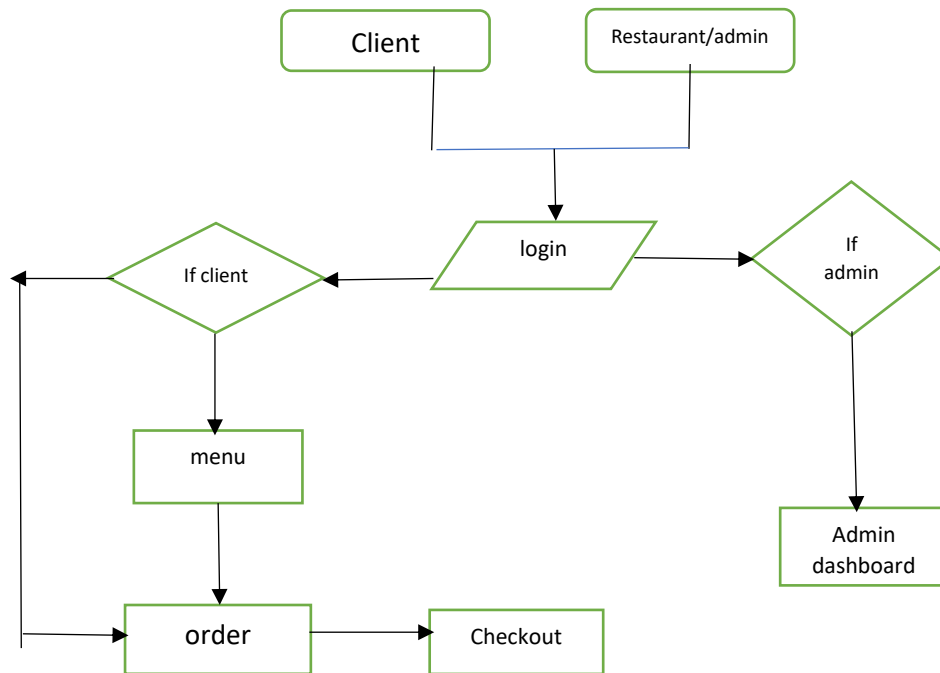 Client
Restaurant/admin
login
If
admin
If client
menu
Admin
dashboard
order
Checkout